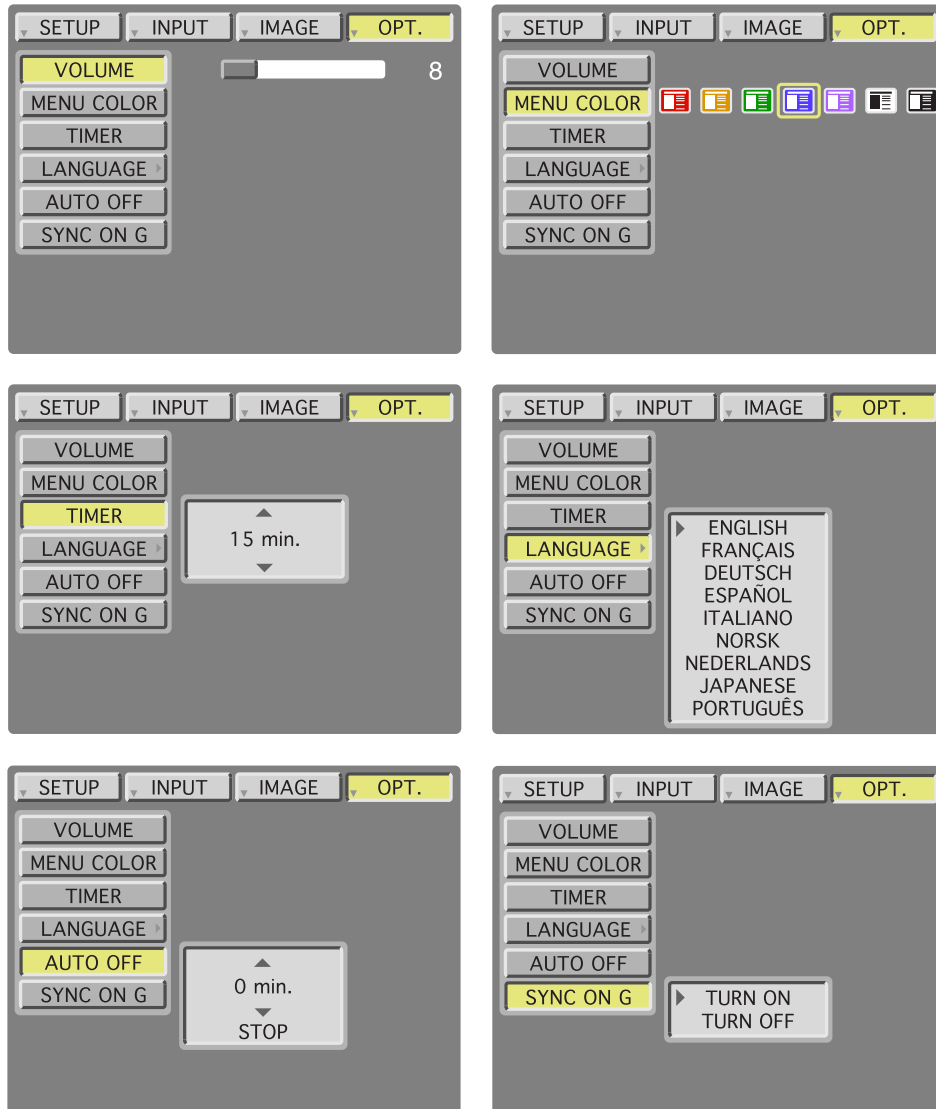 SETUP INPUT IMAGE OPT.
VOLUME 8
MENU COLOR
TIMER
LANGUAGE
AUTO OFF
SYNC ON G
SETUP INPUT IMAGE OPT.
VOLUME
MENU COLOR
TIMER
LANGUAGE
AUTO OFF
SYNC ON G
SETUP INPUT IMAGE OPT.
VOLUME
MENU COLOR
TIMER
15 min.
LANGUAGE
AUTO OFF
SYNC ON G
SETUP INPUT IMAGE OPT.
VOLUME
MENU COLOR
TIMER
LANGUAGE
AUTO OFF
SYNC ON G
ENGLISH
FRANÇAIS
DEUTSCH
ESPAÑOL
ITALIANO
NORSK
NEDERLANDS
JAPANESE
PORTUGUÊS
SETUP INPUT IMAGE OPT.
VOLUME
MENU COLOR
TIMER
LANGUAGE
AUTO OFF
SYNC ON G
0 min.
STOP
SETUP INPUT IMAGE OPT.
VOLUME
MENU COLOR
TIMER
LANGUAGE
AUTO OFF
SYNC ON G
TURN ON
TURN OFF